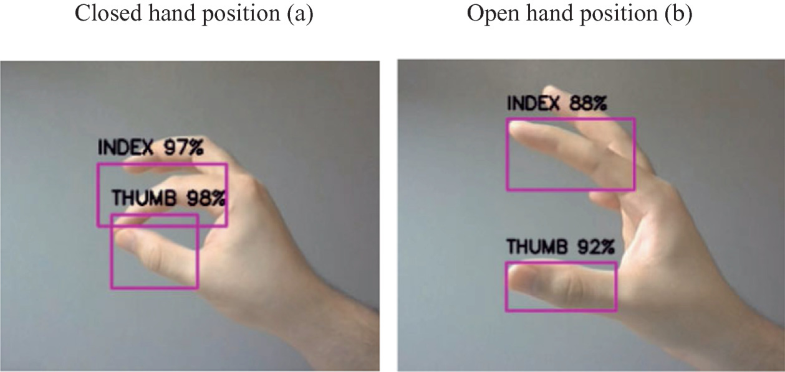 Closed hand position (a)
Open hand position (b)
INDEX 97%
THUMB 98%
INDEX 88%
THUMB 92%